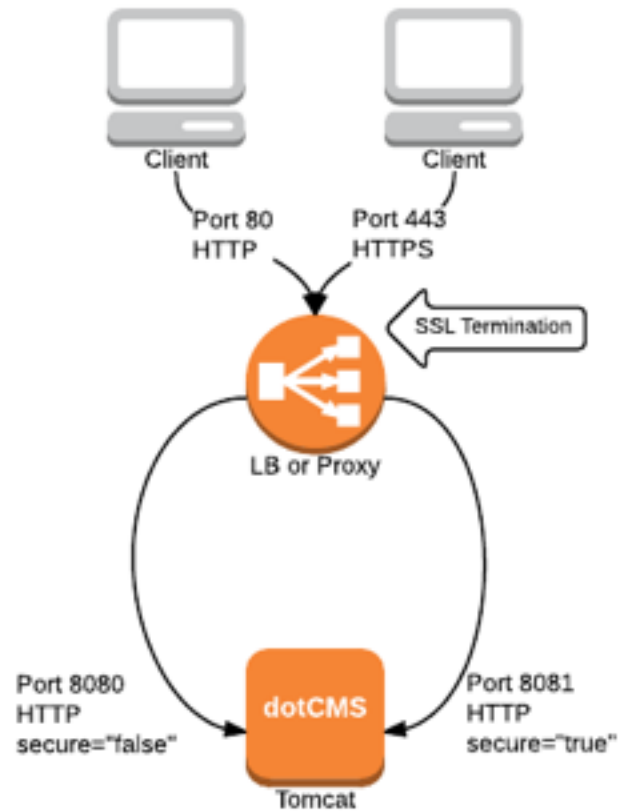 Client
Client
Port 80
HTTP
Port 443
HTTPS
SSL Termination
LB or Proxy
Port 8080
HTTP
secure="false"
dotCMS
Port 8081
HTTP
secure="true"
Tomcat